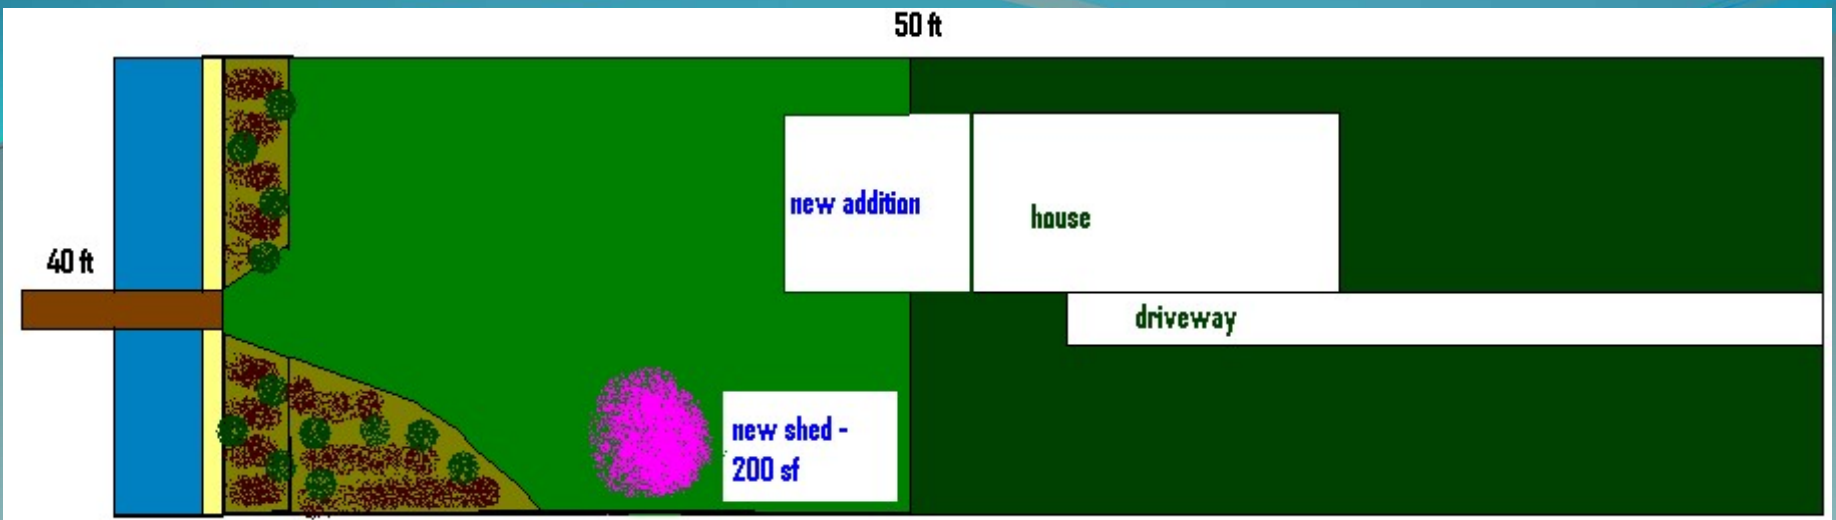 50 ft
new addition
house
40 ft
driveway
new shed -
200 sf